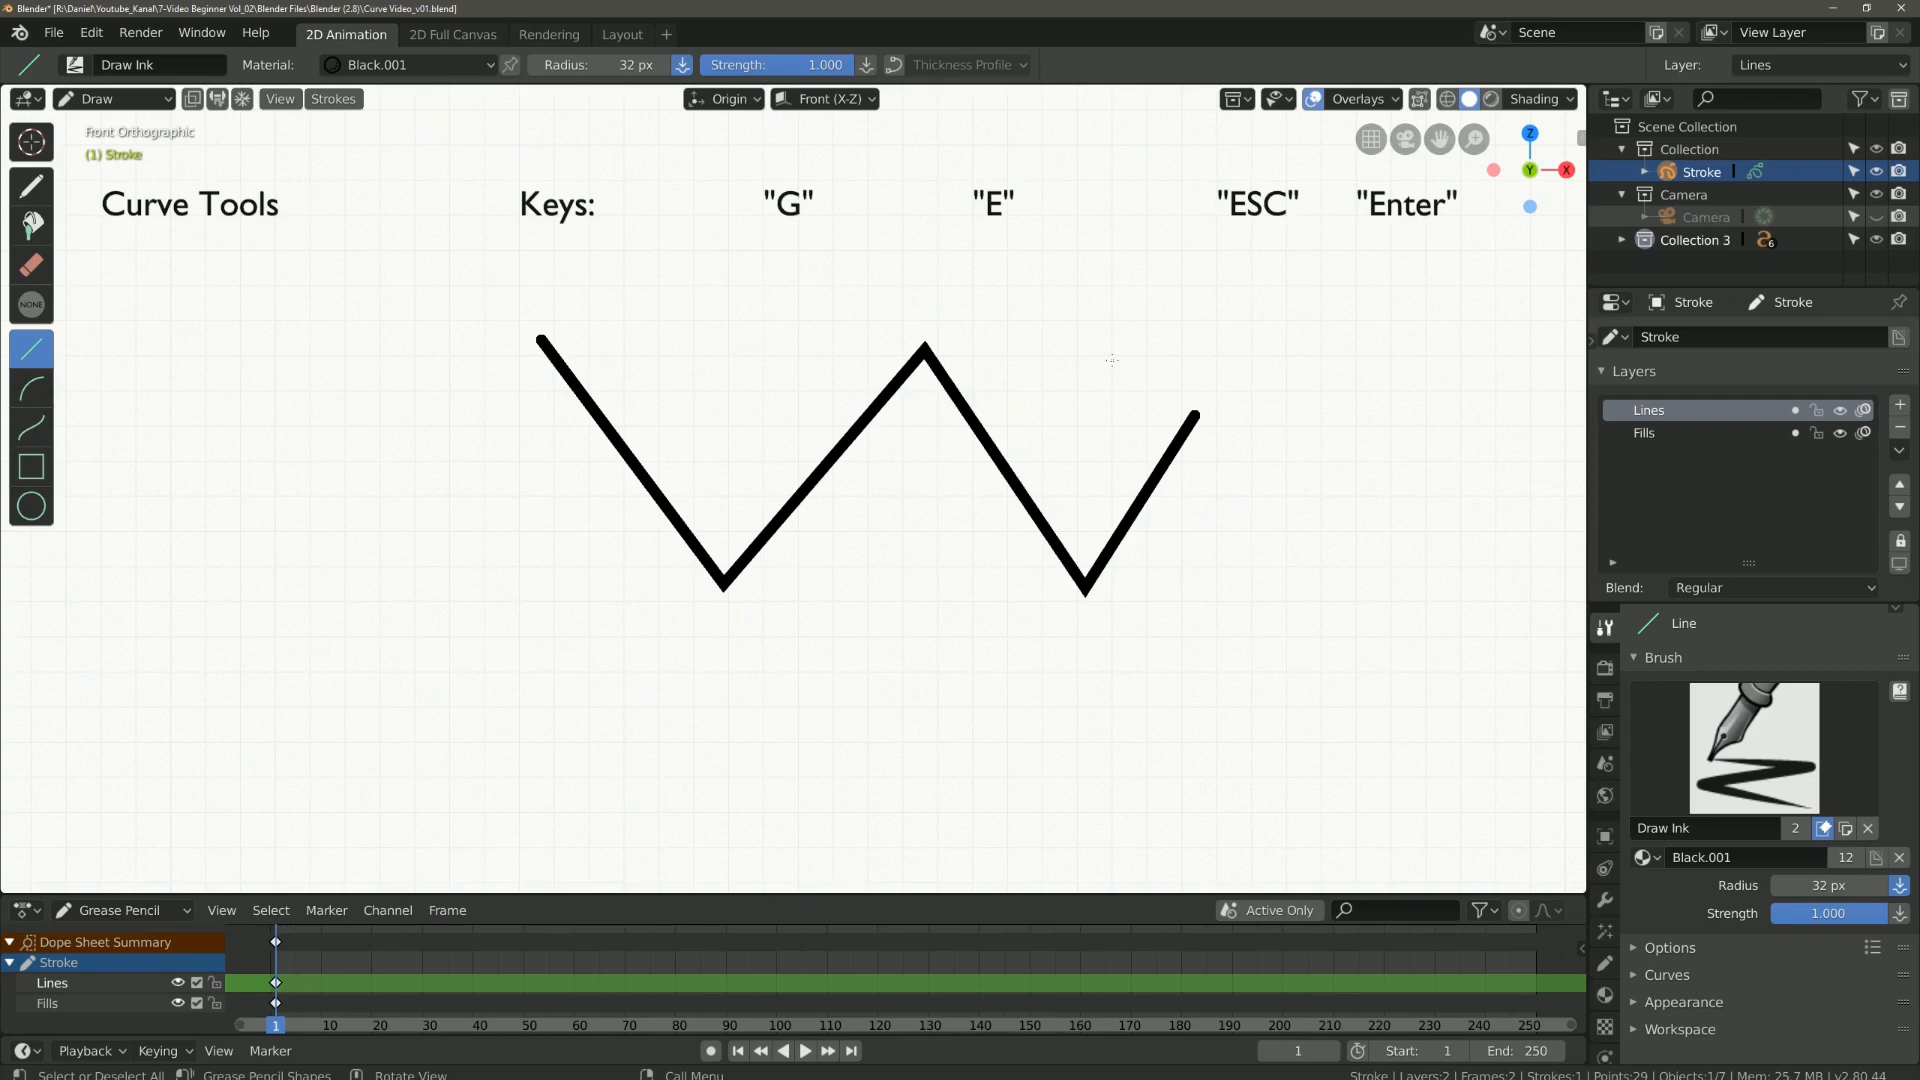 Blender* [R:\Daniel\Youtube_Kanal\7-Video Beginner Vol_02\Blender Files\Blender (2.8)\Curve Video_v01.blend]
File Edit Render Window Help 2D Animation 2D Full Canvas Rendering Layout + Scene View Layer
Draw Ink Material: Black.001 Radius: 32 px Strength: 1.000 Thickness Profile Layer: Lines
Draw View Strokes Origin Front (X-Z) Overlays Shading
Front Orthographic
(1) Stroke
Z
Y
X
Curve Tools Keys: "G" "E" "ESC" "Enter"
NONE
Scene Collection
Collection
Stroke
Camera
Camera
Collection 3 6
Stroke Stroke
Stroke
Layers
Lines
Fills
Blend: Regular
Line
Brush
Draw Ink 2
Black.001 12
Radius 32 px
Strength 1.000
Options
Curves
Appearance
Workspace
Grease Pencil View Select Marker Channel Frame Active Only
Dope Sheet Summary
Stroke
Lines
Fills
1 10 20 30 40 50 60 70 80 90 100 110 120 130 140 150 160 170 180 190 200 210 220 230 240 250
Playback Keying View Marker 1 Start: 1 End: 250
Select or Deselect All Grease Pencil Shapes Rotate View Call Menu Stroke | Layers:2 | Frames:2 | Strokes:1 | Points:29 | Objects:1/7 | Mem: 25.7 MB | v2.80.44